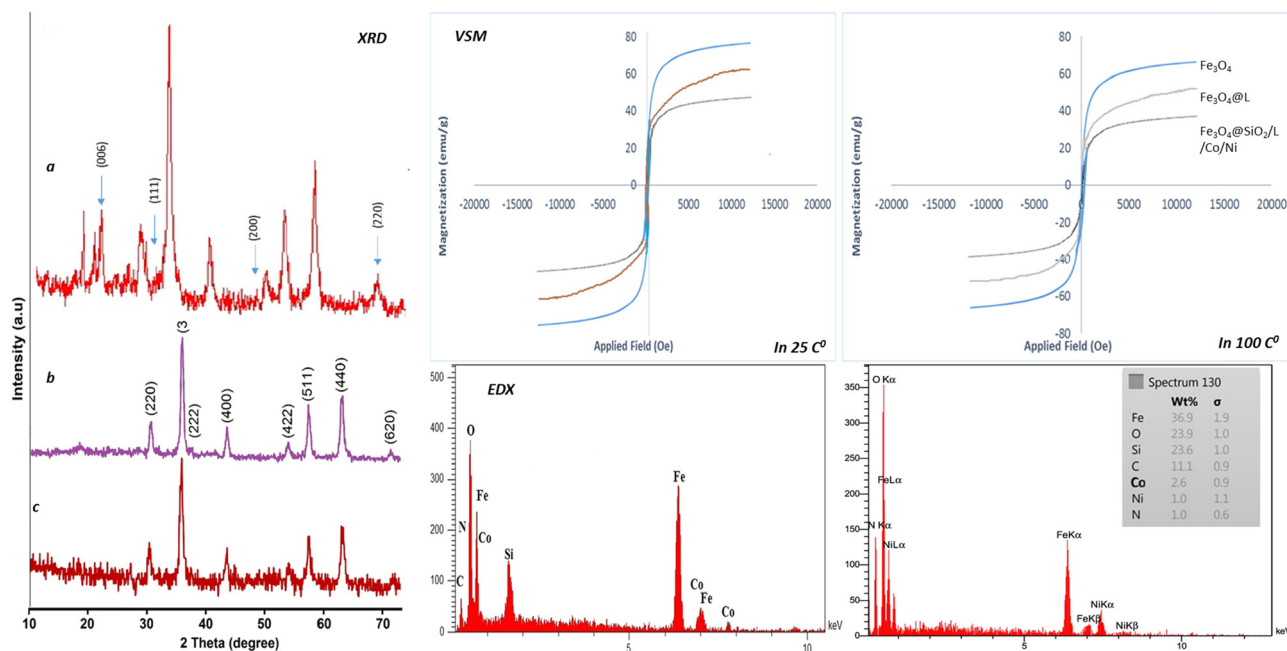 XRD
a
(006)
(111)
(200)
(220)
b
(220)
(3
(222)
(400)
(422)
(511)
(440)
(620)
c
Intensity (a.u)
10 20 30 40 50 60 70
2 Theta (degree)
VSM
Magnetization (emu/g)
80
60
40
20
0
-20000 -15000 -10000 -5000 0 5000 10000 15000 20000
Applied Field (Oe)
In 25 C⁰
Magnetization (emu/g)
80
60
40
20
0
-20000 -15000 -10000 -5000 0 5000 10000 15000 20000
-20
-40
-60
-80
Applied Field (Oe)
In 100 C⁰
Fe₃O₄
Fe₃O₄@L
Fe₃O₄@SiO₂/L
/Co/Ni
EDX
500
400
300
200
100
0
O
Fe
N
Co
Si
C
Fe
Co
Fe
Co
keV
5 10
350
300
250
200
150
100
50
0
O Kα
FeLα
N Kα
NiLα
FeKα
FeKβ
NiKα
NiKβ
keV
5 10
Spectrum 130
Wt% σ
Fe 36.9 1.9
O 23.9 1.0
Si 23.6 1.0
C 11.1 0.9
Co 2.6 0.9
Ni 1.0 1.1
N 1.0 0.6